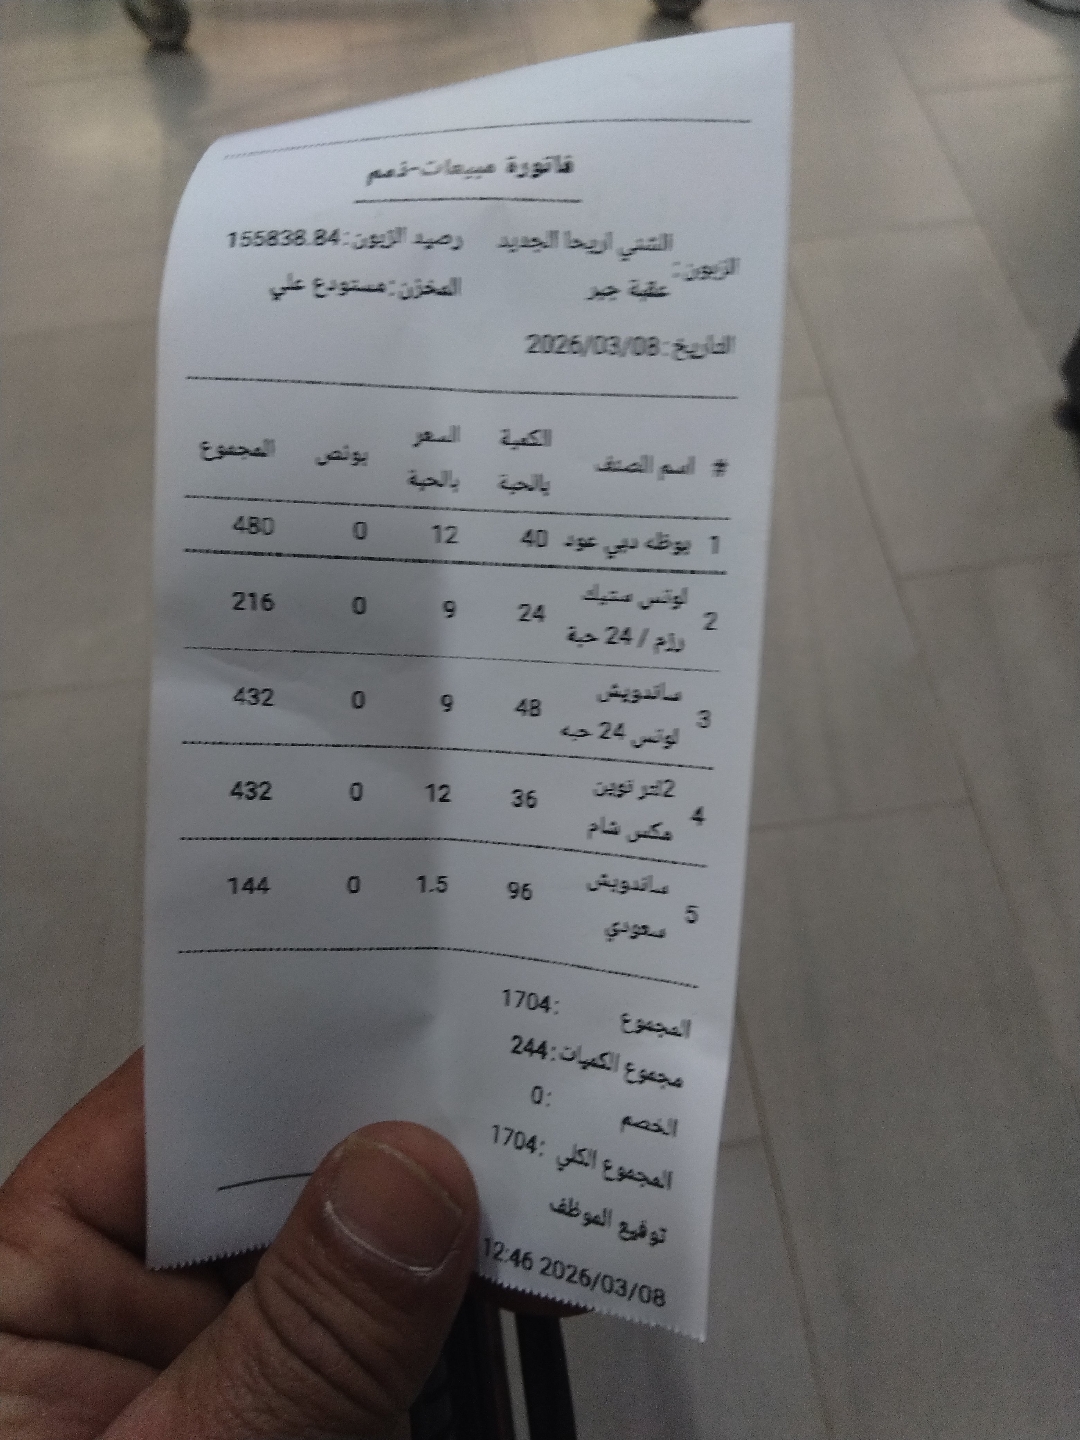 فاتورة مبيعات-ذمم
الزبون: الشني اريحا الجديد عقبة جبر
رصيد الزبون:155838.84
المخزن:مستودع علي
التاريخ:2026/03/08
# اسم الصنف الكمية بالحبة السعر بالحبة بونص المجموع
1 بوظه دبي عود 40 12 0 480
2 لوتس ستيك رزم / 24 حبة 24 9 0 216
3 ساندويش لوتس 24 حبه 48 9 0 432
4 2لتر توين مكس شام 36 12 0 432
5 ساندويش سعودي 96 1.5 0 144
المجموع :1704
مجموع الكميات:244
الخصم :0
المجموع الكلي :1704
توقيع الموظف
12:46 2026/03/08